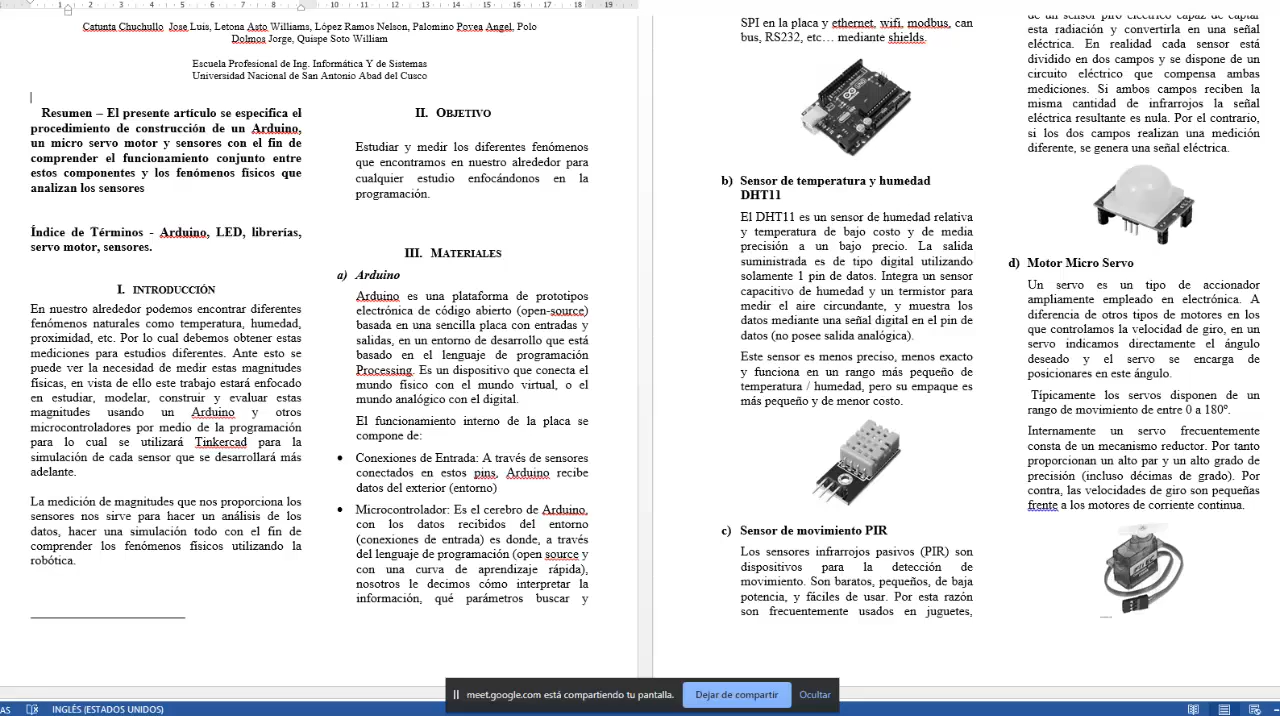 1 2 3 4 5 6 7 8 10 11 12 13 14 15 16 17 18 19
Catunta Chuchullo Jose Luis, Letona Asto Williams, López Ramos Nelson, Palomino Povea Angel, Polo
Dolmos Jorge, Quispe Soto William
Escuela Profesional de Ing. Informática Y de Sistemas
Universidad Nacional de San Antonio Abad del Cusco
Resumen – El presente artículo se especifica el
procedimiento de construcción de un Arduino,
un micro servo motor y sensores con el fin de
comprender el funcionamiento conjunto entre
estos componentes y los fenómenos físicos que
analizan los sensores
Índice de Términos - Arduino, LED, librerías,
servo motor, sensores.
I. INTRODUCCIÓN
En nuestro alrededor podemos encontrar diferentes
fenómenos naturales como temperatura, humedad,
proximidad, etc. Por lo cual debemos obtener estas
mediciones para estudios diferentes. Ante esto se
puede ver la necesidad de medir estas magnitudes
físicas, en vista de ello este trabajo estará enfocado
en estudiar, modelar, construir y evaluar estas
magnitudes usando un Arduino y otros
microcontroladores por medio de la programación
para lo cual se utilizará Tinkercad para la
simulación de cada sensor que se desarrollará más
adelante.
La medición de magnitudes que nos proporciona los
sensores nos sirve para hacer un análisis de los
datos, hacer una simulación todo con el fin de
comprender los fenómenos físicos utilizando la
robótica.
II. OBJETIVO
Estudiar y medir los diferentes fenómenos
que encontramos en nuestro alrededor para
cualquier estudio enfocándonos en la
programación.
III. MATERIALES
a) Arduino
Arduino es una plataforma de prototipos
electrónica de código abierto (open-source)
basada en una sencilla placa con entradas y
salidas, en un entorno de desarrollo que está
basado en el lenguaje de programación
Processing. Es un dispositivo que conecta el
mundo físico con el mundo virtual, o el
mundo analógico con el digital.
El funcionamiento interno de la placa se
compone de:
• Conexiones de Entrada: A través de sensores
conectados en estos pins, Arduino recibe
datos del exterior (entorno)
• Microcontrolador: Es el cerebro de Arduino,
con los datos recibidos del entorno
(conexiones de entrada) es donde, a través
del lenguaje de programación (open source y
con una curva de aprendizaje rápida),
nosotros le decimos cómo interpretar la
información, qué parámetros buscar y
SPI en la placa y ethernet, wifi, modbus, can
bus, RS232, etc… mediante shields.
b) Sensor de temperatura y humedad
DHT11
El DHT11 es un sensor de humedad relativa
y temperatura de bajo costo y de media
precisión a un bajo precio. La salida
suministrada es de tipo digital utilizando
solamente 1 pin de datos. Integra un sensor
capacitivo de humedad y un termistor para
medir el aire circundante, y muestra los
datos mediante una señal digital en el pin de
datos (no posee salida analógica).
Este sensor es menos preciso, menos exacto
y funciona en un rango más pequeño de
temperatura / humedad, pero su empaque es
más pequeño y de menor costo.
c) Sensor de movimiento PIR
Los sensores infrarrojos pasivos (PIR) son
dispositivos para la detección de
movimiento. Son baratos, pequeños, de baja
potencia, y fáciles de usar. Por esta razón
son frecuentemente usados en juguetes,
de un sensor piro eléctrico capaz de captar
esta radiación y convertirla en una señal
eléctrica. En realidad cada sensor está
dividido en dos campos y se dispone de un
circuito eléctrico que compensa ambas
mediciones. Si ambos campos reciben la
misma cantidad de infrarrojos la señal
eléctrica resultante es nula. Por el contrario,
si los dos campos realizan una medición
diferente, se genera una señal eléctrica.
d) Motor Micro Servo
Un servo es un tipo de accionador
ampliamente empleado en electrónica. A
diferencia de otros tipos de motores en los
que controlamos la velocidad de giro, en un
servo indicamos directamente el ángulo
deseado y el servo se encarga de
posicionares en este ángulo.
Típicamente los servos disponen de un
rango de movimiento de entre 0 a 180º.
Internamente un servo frecuentemente
consta de un mecanismo reductor. Por tanto
proporcionan un alto par y un alto grado de
precisión (incluso décimas de grado). Por
contra, las velocidades de giro son pequeñas
frente a los motores de corriente continua.
meet.google.com está compartiendo tu pantalla. Dejar de compartir Ocultar
AS INGLÉS (ESTADOS UNIDOS)